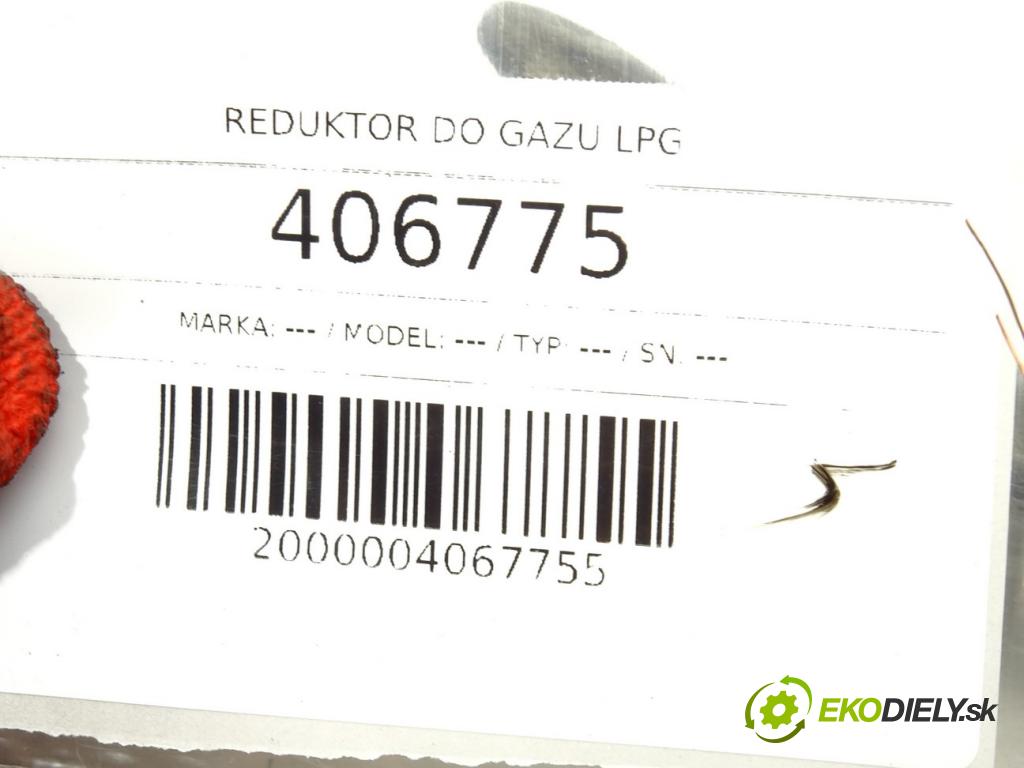 REDUKTOR DO GAZU LPG
406775
MARKA: --- / MODEL: --- / TYP: --- / SN: ---
2000004067755
EKODIELY.sk